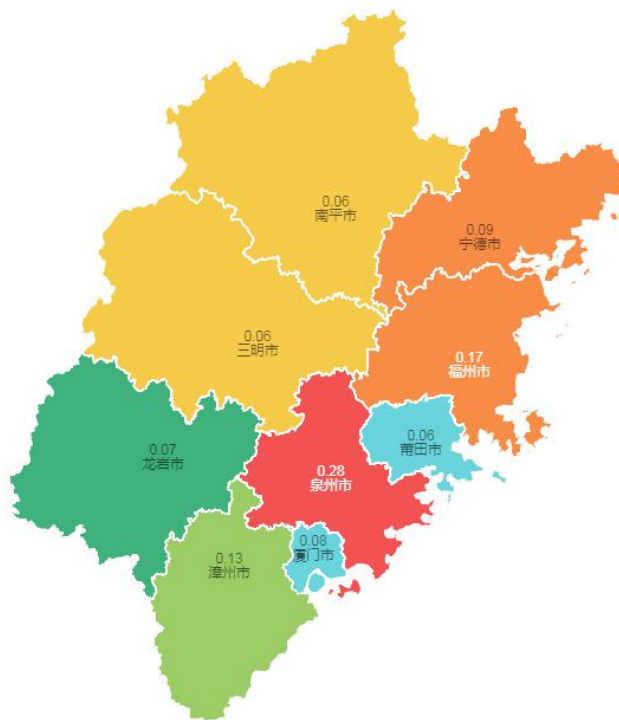 0.06
南平市
0.09
宁德市
0.06
三明市
0.17
福州市
0.06
莆田市
0.07
龙岩市
0.28
泉州市
0.08
厦门市
0.13
漳州市